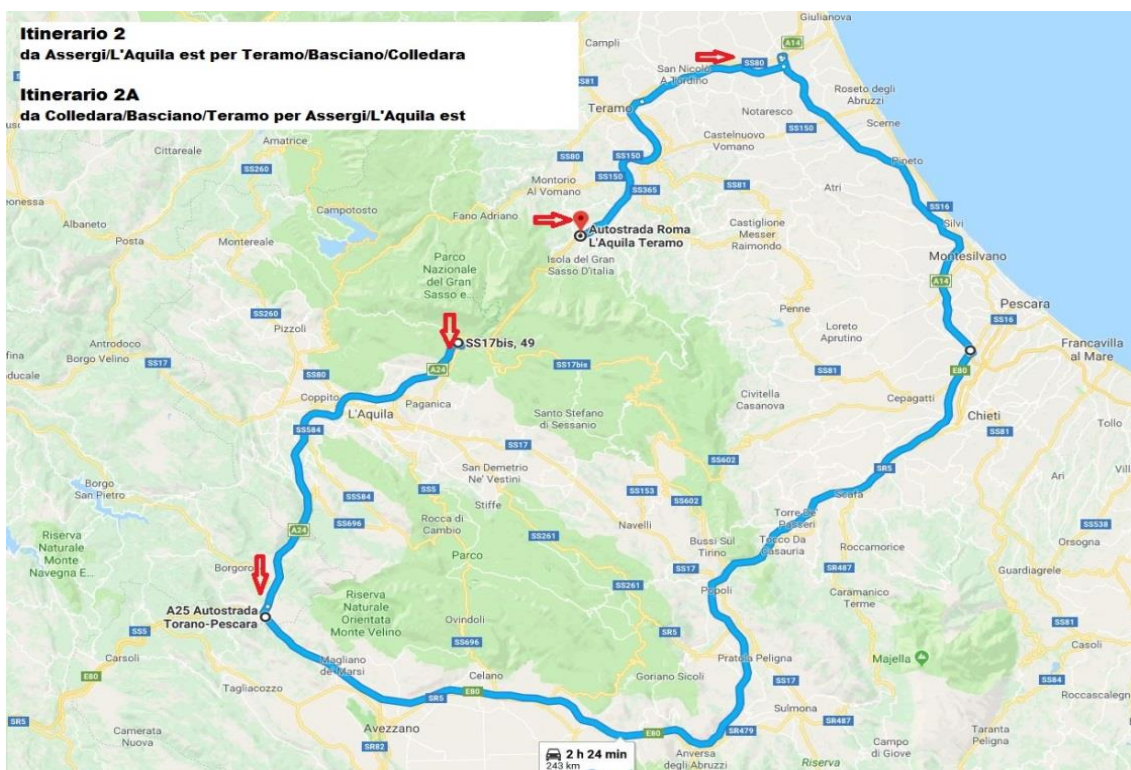 Itinerario 2
da Assergi/L'Aquila est per Teramo/Basciano/Colledara
Itinerario 2A
da Colledara/Basciano/Teramo per Assergi/L'Aquila est
Giulianova
Campli
A14
SS80
San Nicolò
A Tordino
SS81
Teramo
Roseto degli
Abruzzi
Notaresco
SS150
Scerne
Castelnuovo
Vomano
Amatrice
Cittareale
SS260
SS80
SS150
SS150
Montorio
Al Vomano
SS365
SS81
Atri
Pineto
Campotosto
Fano Adriano
Albaneto
Posta
Montereale
Autostrada Roma
L'Aquila Teramo
Castiglione
Messer
Raimondo
SS16
Silvi
Isola del Gran
Sasso D'italia
Montesilvano
Parco
Nazionale
del Gran
Sasso e...
A14
Pescara
Penne
SS16
SS260
Pizzoli
Loreto
Aprutino
Francavilla
al Mare
Antrodoco
Borgo Velino
SS17
SS17bis, 49
A24
SS17bis
E80
SS80
SS81
Coppito
Paganica
L'Aquila
Civitella
Casanova
Cepagatti
Chieti
SS81
Tollo
Santo Stefano
di Sessanio
SS584
SS17
SS602
San Demetrio
Ne' Vestini
SR5
Ari
Borgo
San Pietro
SS584
SS5
SS153
Scafa
Stiffe
SS602
A24
SS696
Rocca di
Cambio
Navelli
Torre De
Passeri
SS538
Riserva
Naturale
Monte
Navegna E...
SS261
Bussi Sul
Tirino
Tocco Da
Casauria
Roccamorice
Orsogna
Borgoro
Parco
SS17
SR487
Guardiagrele
Riserva
Naturale
Orientata
Monte Velino
SS261
Popoli
Caramanico
Terme
A25 Autostrada
Torano-Pescara
Ovindoli
SS5
SS81
SS696
SR5
Casoli
Carsoli
Magliano
de' Marsi
Goriano Sicoli
Pratola Peligna
Majella
E80
Tagliacozzo
Celano
SS17
SS84
SR5
E80
Sulmona
Roccascalegn
SR5
Avezzano
SR487
Camerata
Nuova
E80
SR479
Taranta
Peligna
SR82
2 h 24 min
243 km
Anversa
degli Abruzzi
Campo
di Giove
Riserva